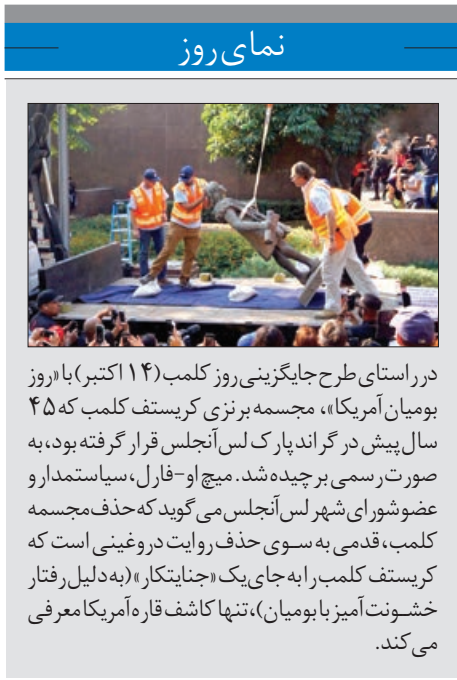 نمای روز
در راستای طرح جایگزینی روز کلمب (۱۴ اکتبر) با «روز
بومیان آمریکا»، مجسمه برنزی کریستف کلمب که ۴۵
سال پیش در گراند پارک لس آنجلس قرار گرفته بود، به
صورت رسمی برچیده شد. میچ او-فارل، سیاستمدار و
عضو شورای شهر لس آنجلس می گوید که حذف مجسمه
کلمب، قدمی به سوی حذف روایت دروغینی است که
کریستف کلمب را به جای یک «جنایتکار» (به دلیل رفتار
خشونت آمیز با بومیان)، تنها کاشف قاره آمریکا معرفی
می کند.